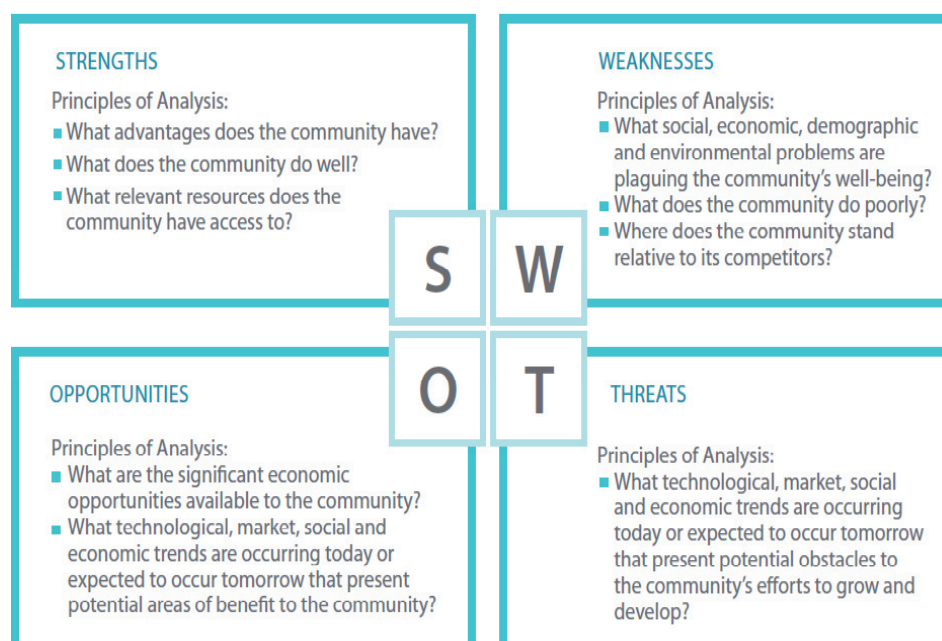 STRENGTHS
Principles of Analysis:
What advantages does the community have?
What does the community do well?
What relevant resources does the
community have access to?
WEAKNESSES
Principles of Analysis:
What social, economic, demographic
and environmental problems are
plaguing the community's well-being?
What does the community do poorly?
Where does the community stand
relative to its competitors?
S
W
O
T
OPPORTUNITIES
Principles of Analysis:
What are the significant economic
opportunities available to the community?
What technological, market, social and
economic trends are occurring today or
expected to occur tomorrow that present
potential areas of benefit to the community?
THREATS
Principles of Analysis:
What technological, market, social
and economic trends are occurring
today or expected to occur tomorrow
that present potential obstacles to
the community's efforts to grow and
develop?